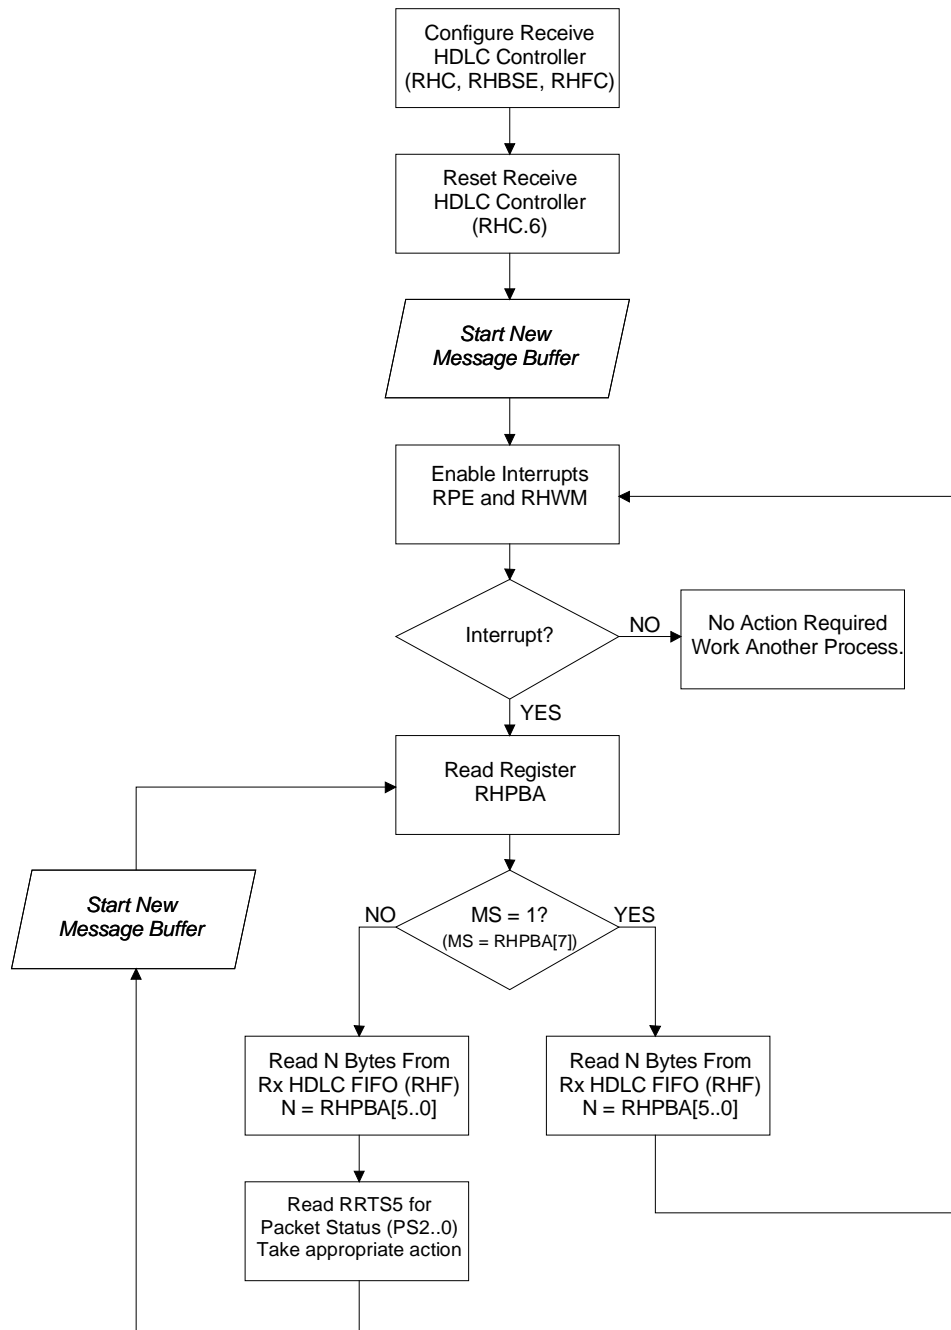 Configure Receive
HDLC Controller
(RHC, RHBSE, RHFC)
Reset Receive
HDLC Controller
(RHC.6)
Start New
Message Buffer
Enable Interrupts
RPE and RHWM
Interrupt?
NO
No Action Required
Work Another Process.
YES
Read Register
RHPBA
Start New
Message Buffer
NO
MS = 1?
(MS = RHPBA[7])
YES
Read N Bytes From
Rx HDLC FIFO (RHF)
N = RHPBA[5..0]
Read N Bytes From
Rx HDLC FIFO (RHF)
N = RHPBA[5..0]
Read RRTS5 for
Packet Status (PS2..0)
Take appropriate action